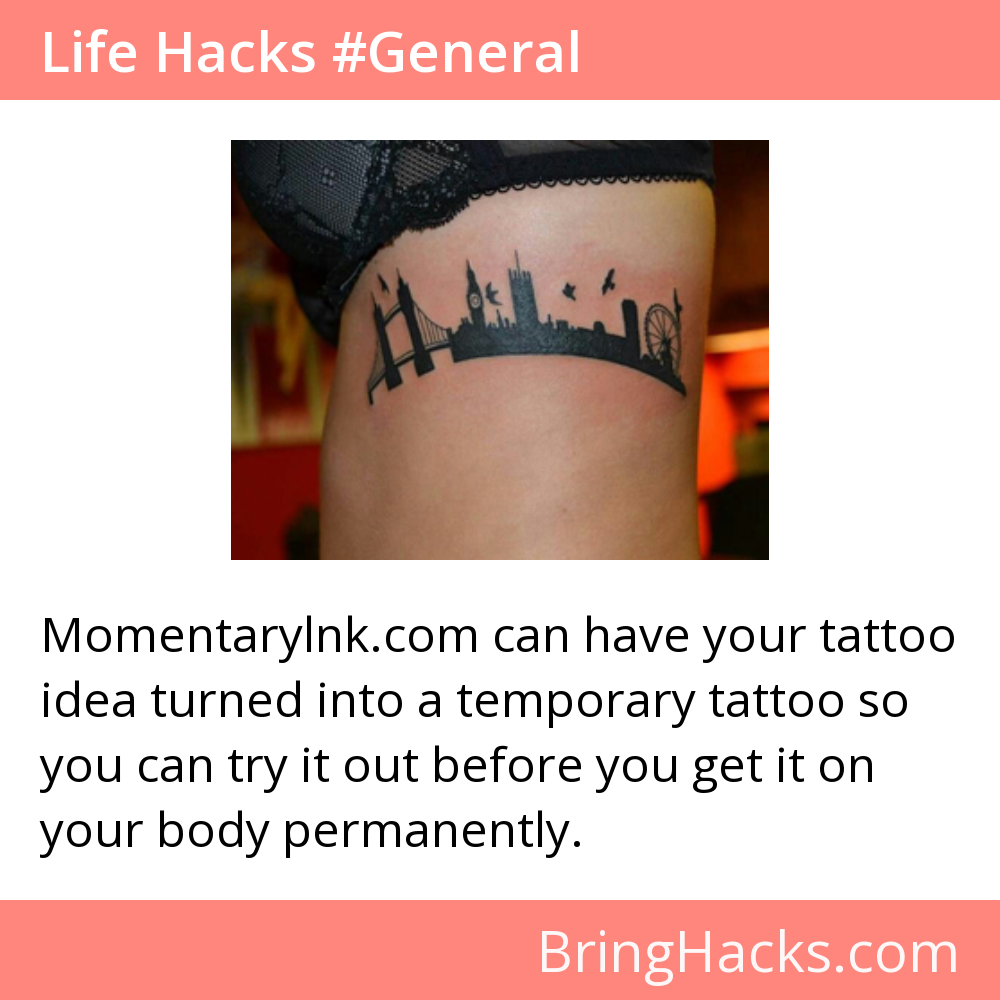 Life Hacks #General
MomentaryInk.com can have your tattoo
idea turned into a temporary tattoo so
you can try it out before you get it on
your body permanently.
BringHacks.com